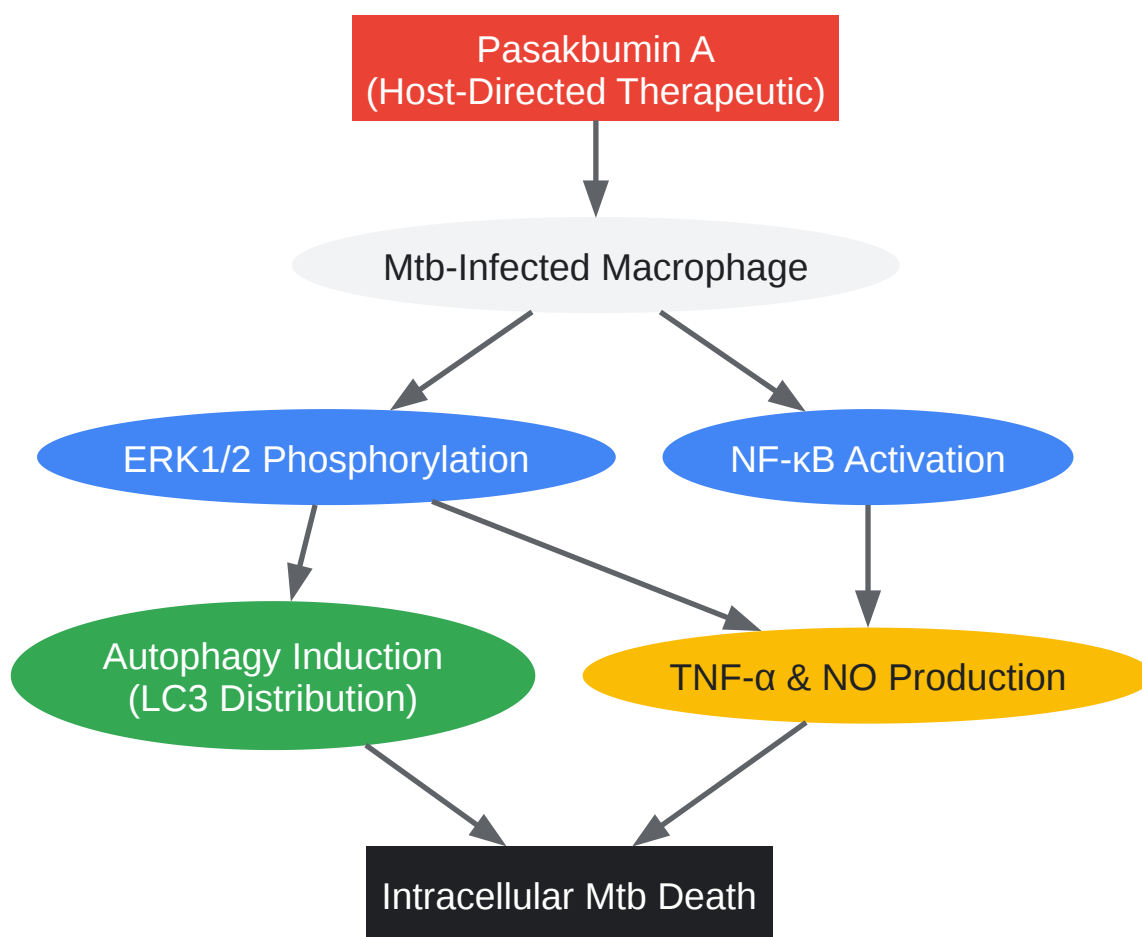 Pasakbumin A
(Host-Directed Therapeutic)
Mtb-Infected Macrophage
ERK1/2 Phosphorylation
NF-κB Activation
Autophagy Induction
(LC3 Distribution)
TNF-α & NO Production
Intracellular Mtb Death